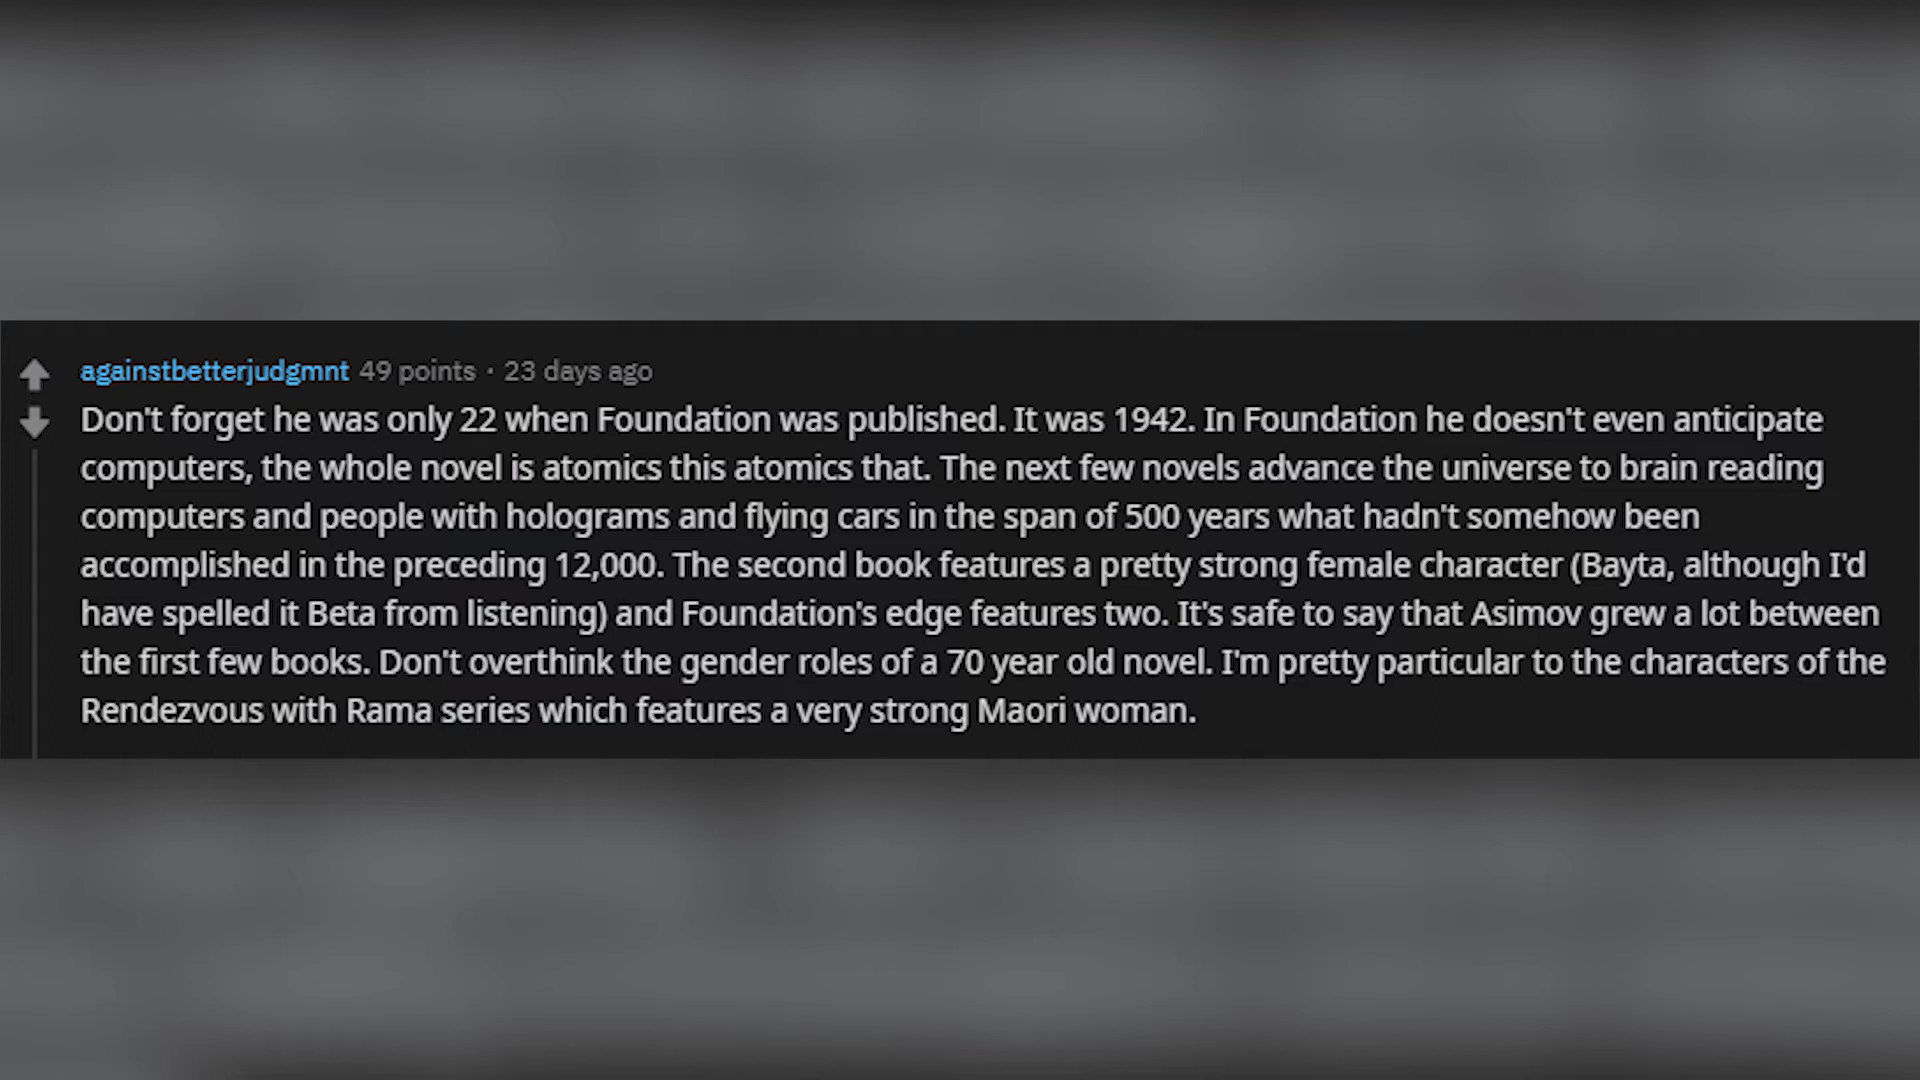 againstbetterjudgmnt 49 points · 23 days ago
Don't forget he was only 22 when Foundation was published. It was 1942. In Foundation he doesn't even anticipate
computers, the whole novel is atomics this atomics that. The next few novels advance the universe to brain reading
computers and people with holograms and flying cars in the span of 500 years what hadn't somehow been
accomplished in the preceding 12,000. The second book features a pretty strong female character (Bayta, although I'd
have spelled it Beta from listening) and Foundation's edge features two. It's safe to say that Asimov grew a lot between
the first few books. Don't overthink the gender roles of a 70 year old novel. I'm pretty particular to the characters of the
Rendezvous with Rama series which features a very strong Maori woman.